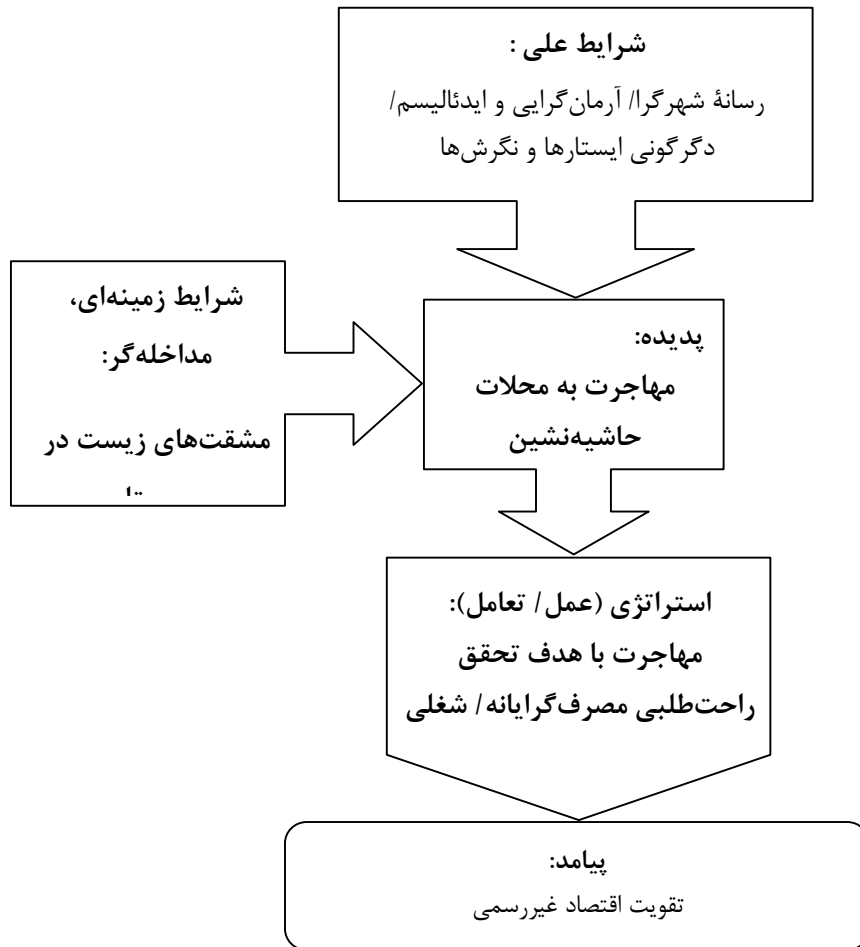 شرایط علی :
رسانهٔ شهرگرا/ آرمان‌گرایی و ایدئالیسم/
دگرگونی ایستارها و نگرش‌ها
شرایط زمینه‌ای،
مداخله‌گر:
مشقت‌های زیست در
پدیده:
مهاجرت به محلات
حاشیه‌نشین
استراتژی (عمل/ تعامل):
مهاجرت با هدف تحقق
راحت‌طلبی مصرف‌گرایانه/ شغلی
پیامد:
تقویت اقتصاد غیررسمی